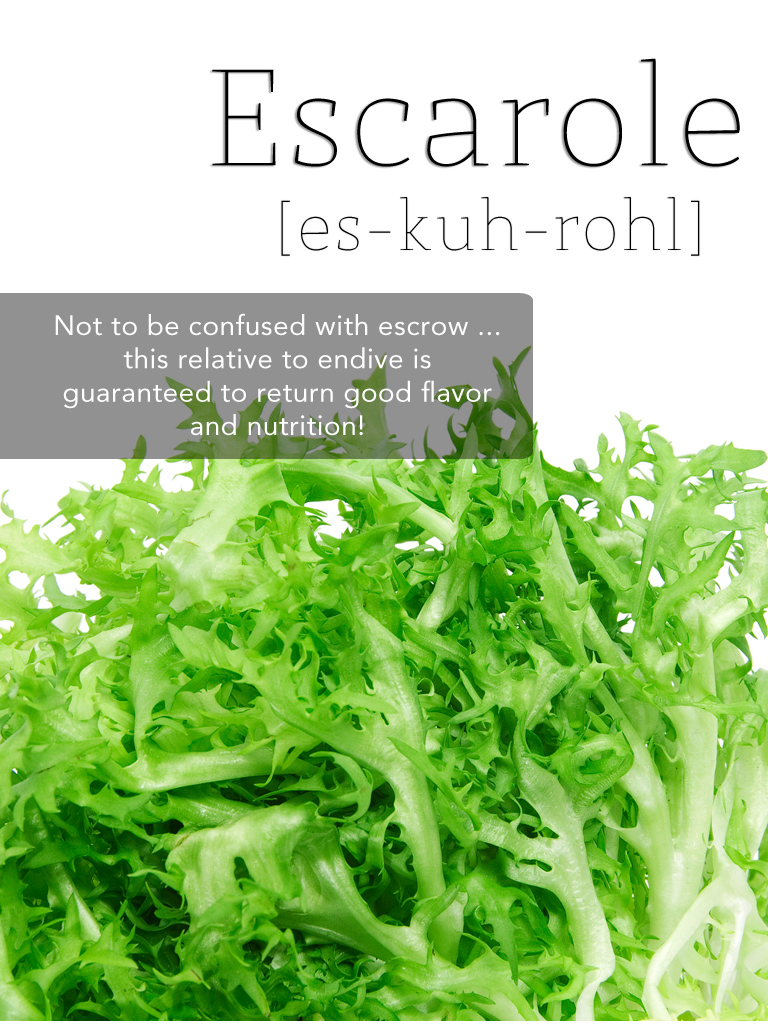 Escarole
[es-kuh-rohl]
Not to be confused with escrow ...
this relative to endive is
guaranteed to return good flavor
and nutrition!